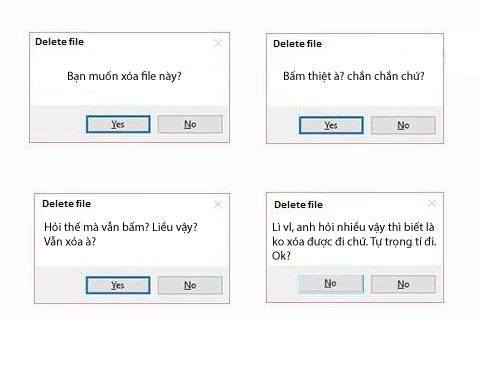 Delete file
Bạn muốn xóa file này?
Yes No
Delete file
Bấm thiệt à? chắn chắn chứ?
Yes No
Delete file
Hỏi thế mà vẫn bấm? Liều vậy?
Vẫn xóa à?
Yes No
Delete file
Lì vl, anh hỏi nhiều vậy thì biết là
ko xóa được đi chứ. Tự trọng tí đi.
Ok?
No No